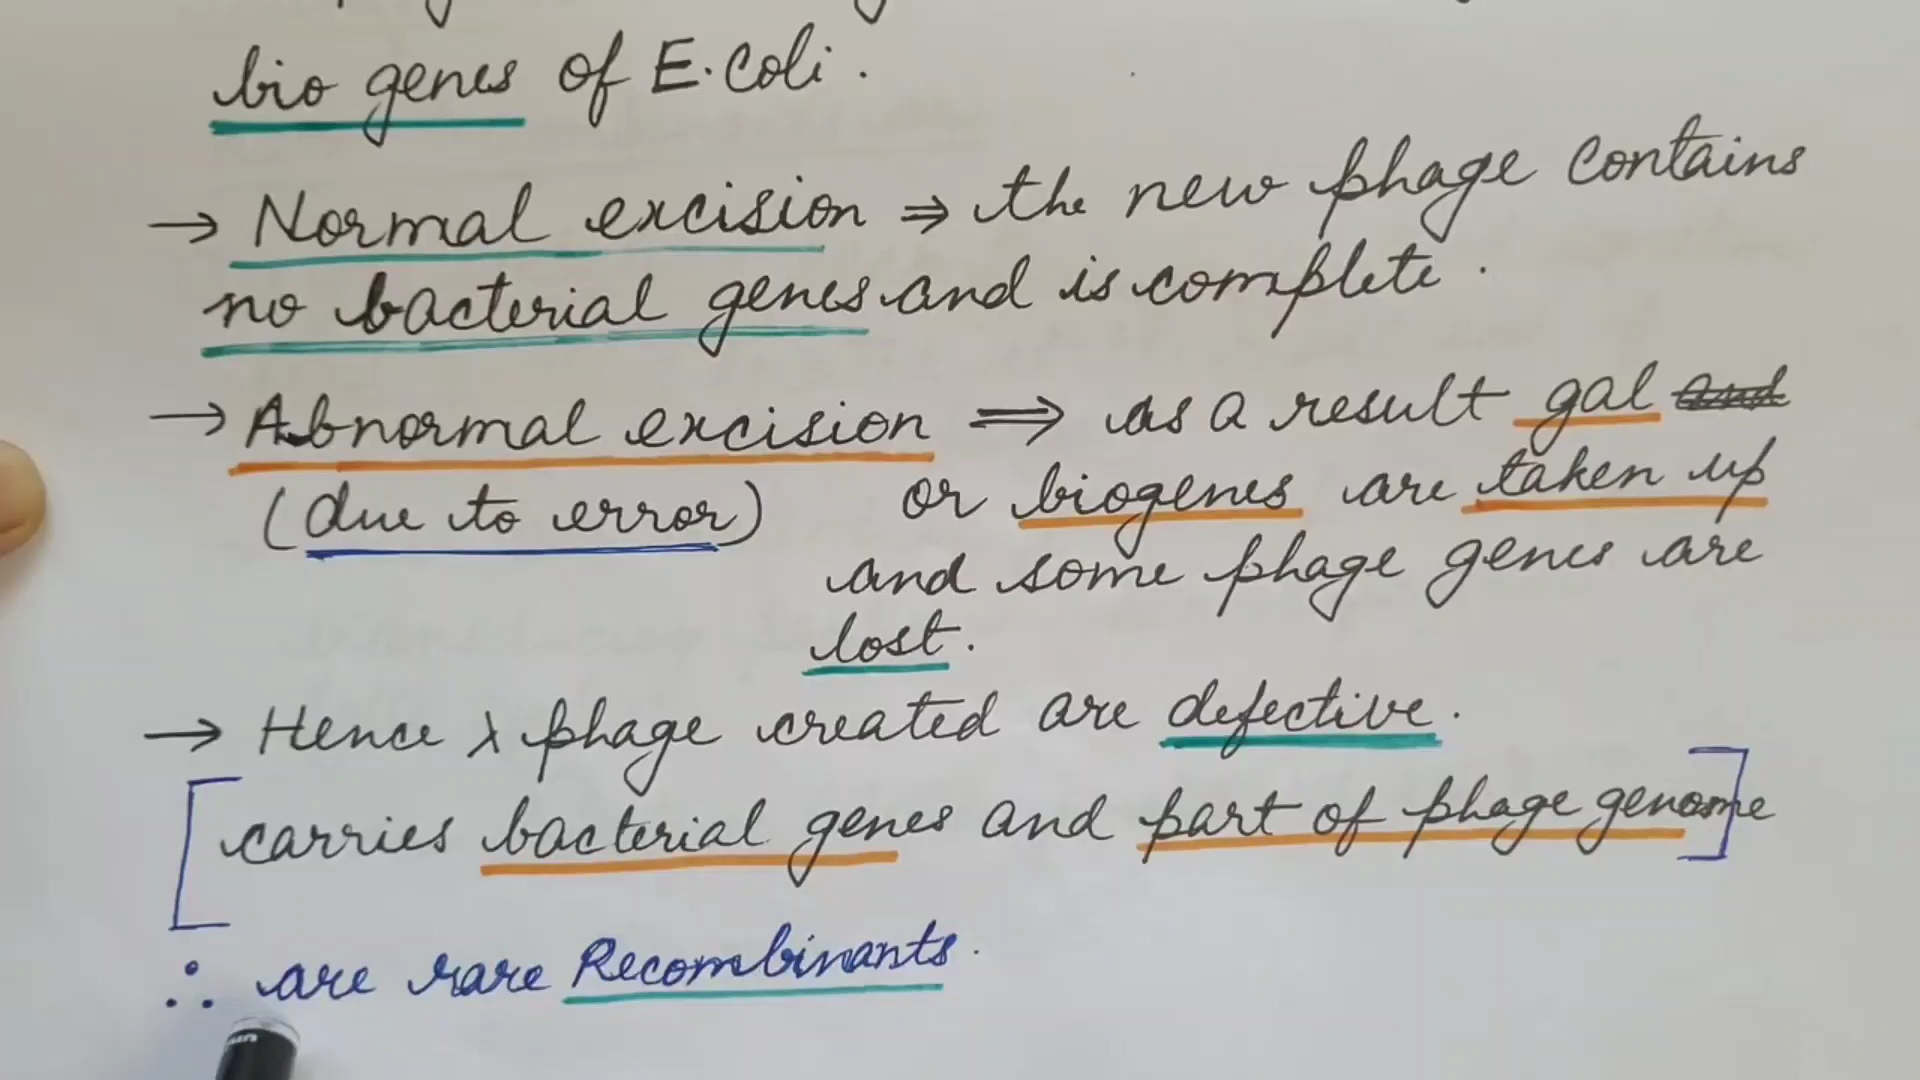 bio genes of E.coli.
→ Normal excision ⇒ the new phage contains
no bacterial genes and is complete.
→ Abnormal excision ⟹ as a result gal and
(due to error) or biogenes are taken up
and some phage genes are
lost.
→ Hence λ phage created are defective.
[carries bacterial genes and part of phage genome]
∴ are rare Recombinants.